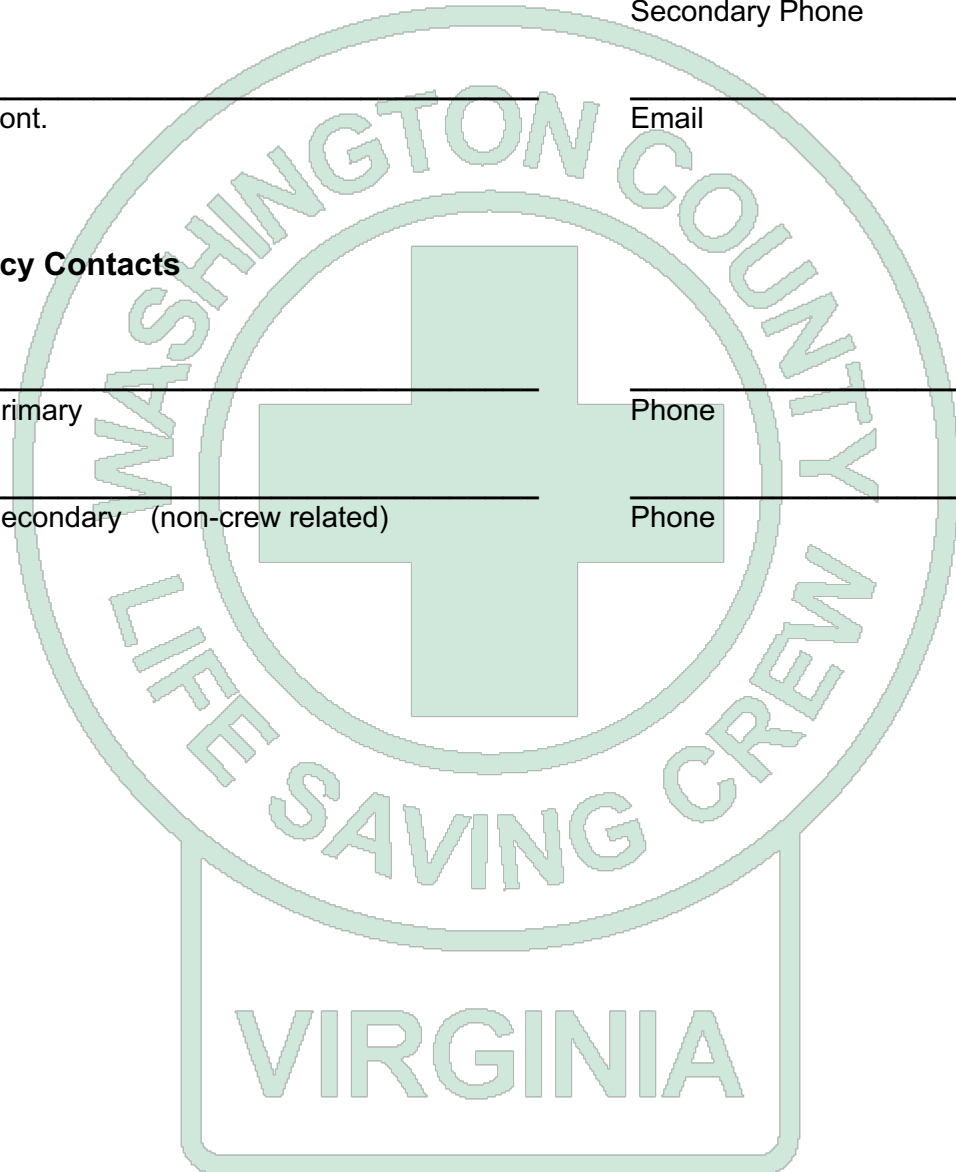 Secondary Phone
ont.
Email
cy Contacts
rimary
Phone
econdary (non-crew related)
Phone
WASHINGTON COUNTY
LIFE SAVING CREW
VIRGINIA